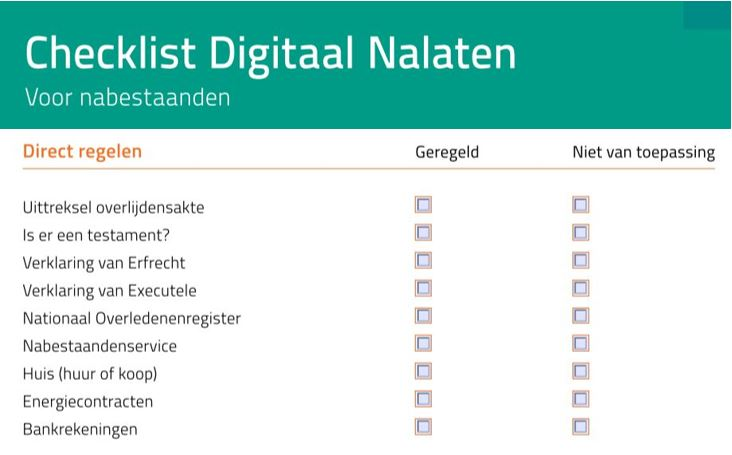 Checklist Digitaal Nalaten
Voor nabestaanden
Direct regelen Geregeld Niet van toepassing
Uittreksel overlijdensakte
Is er een testament?
Verklaring van Erfrecht
Verklaring van Executele
Nationaal Overledenenregister
Nabestaandenservice
Huis (huur of koop)
Energiecontracten
Bankrekeningen